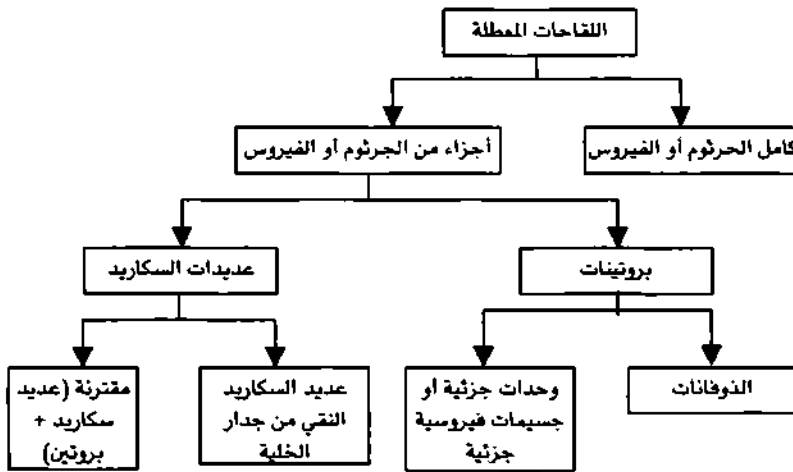 اللقاحات المعطلة
كامل الجرثوم أو الفيروس
أجزاء من الجرثوم أو الفيروس
بروتينات
عديدات السكاريد
الذوفانات
وحدات جزئية أو
جسيمات فيروسية
جزئية
عديد السكاريد
النقي من جدار
الخلية
مقترنة (عديد
سكاريد +
بروتين)